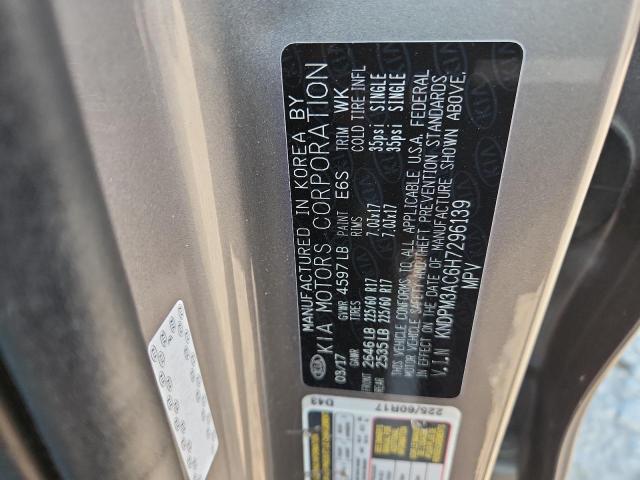 MANUFACTURED IN KOREA BY
KIA MOTORS CORPORATION
03/17 GVWR 4597LB PAINT E6S TRIM WK
GAWR TIRES RIMS COLD TIRE INFL
FRONT 2646LB 225/60 R17 7.0Jx17 35psi SINGLE
REAR 2535LB 225/60 R17 7.0Jx17 35psi SINGLE
THIS VEHICLE CONFORMS TO ALL APPLICABLE U.S.A. FEDERAL
MOTOR VEHICLE SAFETY AND THEFT PREVENTION STANDARDS
IN EFFECT ON THE DATE OF MANUFACTURE SHOWN ABOVE.
V.I.N KNDPM3AC6H7296139
MPV
225/60R17
D43